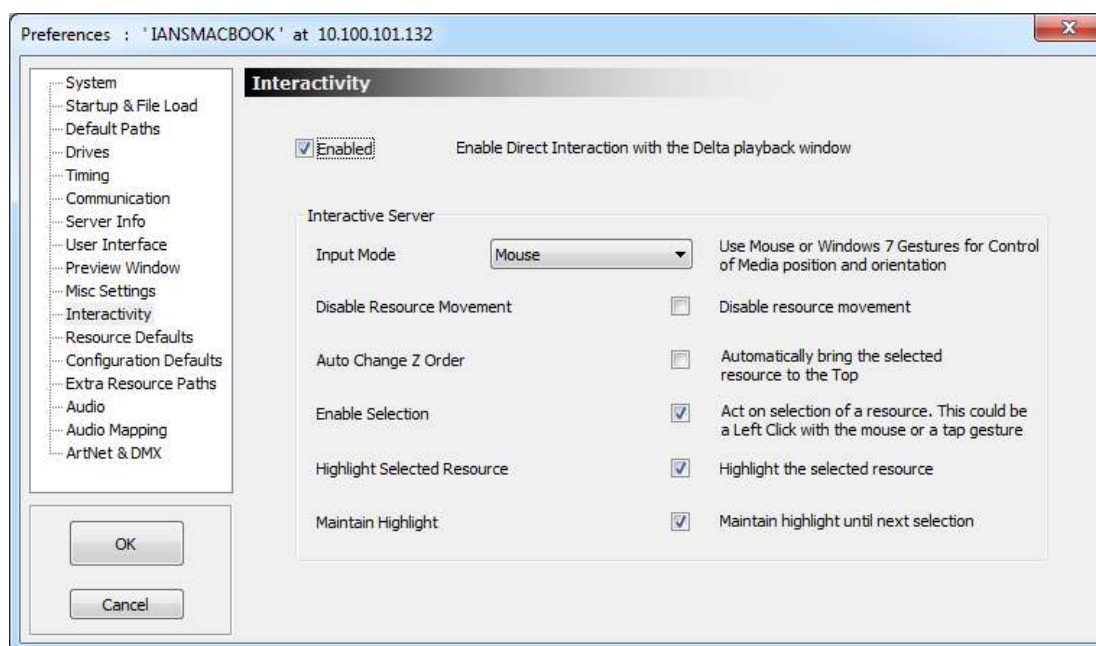 Preferences : ' IANSMACBOOK ' at 10.100.101.132
System
Startup & File Load
Default Paths
Drives
Timing
Communication
Server Info
User Interface
Preview Window
Misc Settings
Interactivity
Resource Defaults
Configuration Defaults
Extra Resource Paths
Audio
Audio Mapping
ArtNet & DMX
OK
Cancel
Interactivity
Enabled
Enable Direct Interaction with the Delta playback window
Interactive Server
Input Mode
Mouse
Use Mouse or Windows 7 Gestures for Control
of Media position and orientation
Disable Resource Movement
Disable resource movement
Auto Change Z Order
Automatically bring the selected
resource to the Top
Enable Selection
Act on selection of a resource. This could be
a Left Click with the mouse or a tap gesture
Highlight Selected Resource
Highlight the selected resource
Maintain Highlight
Maintain highlight until next selection